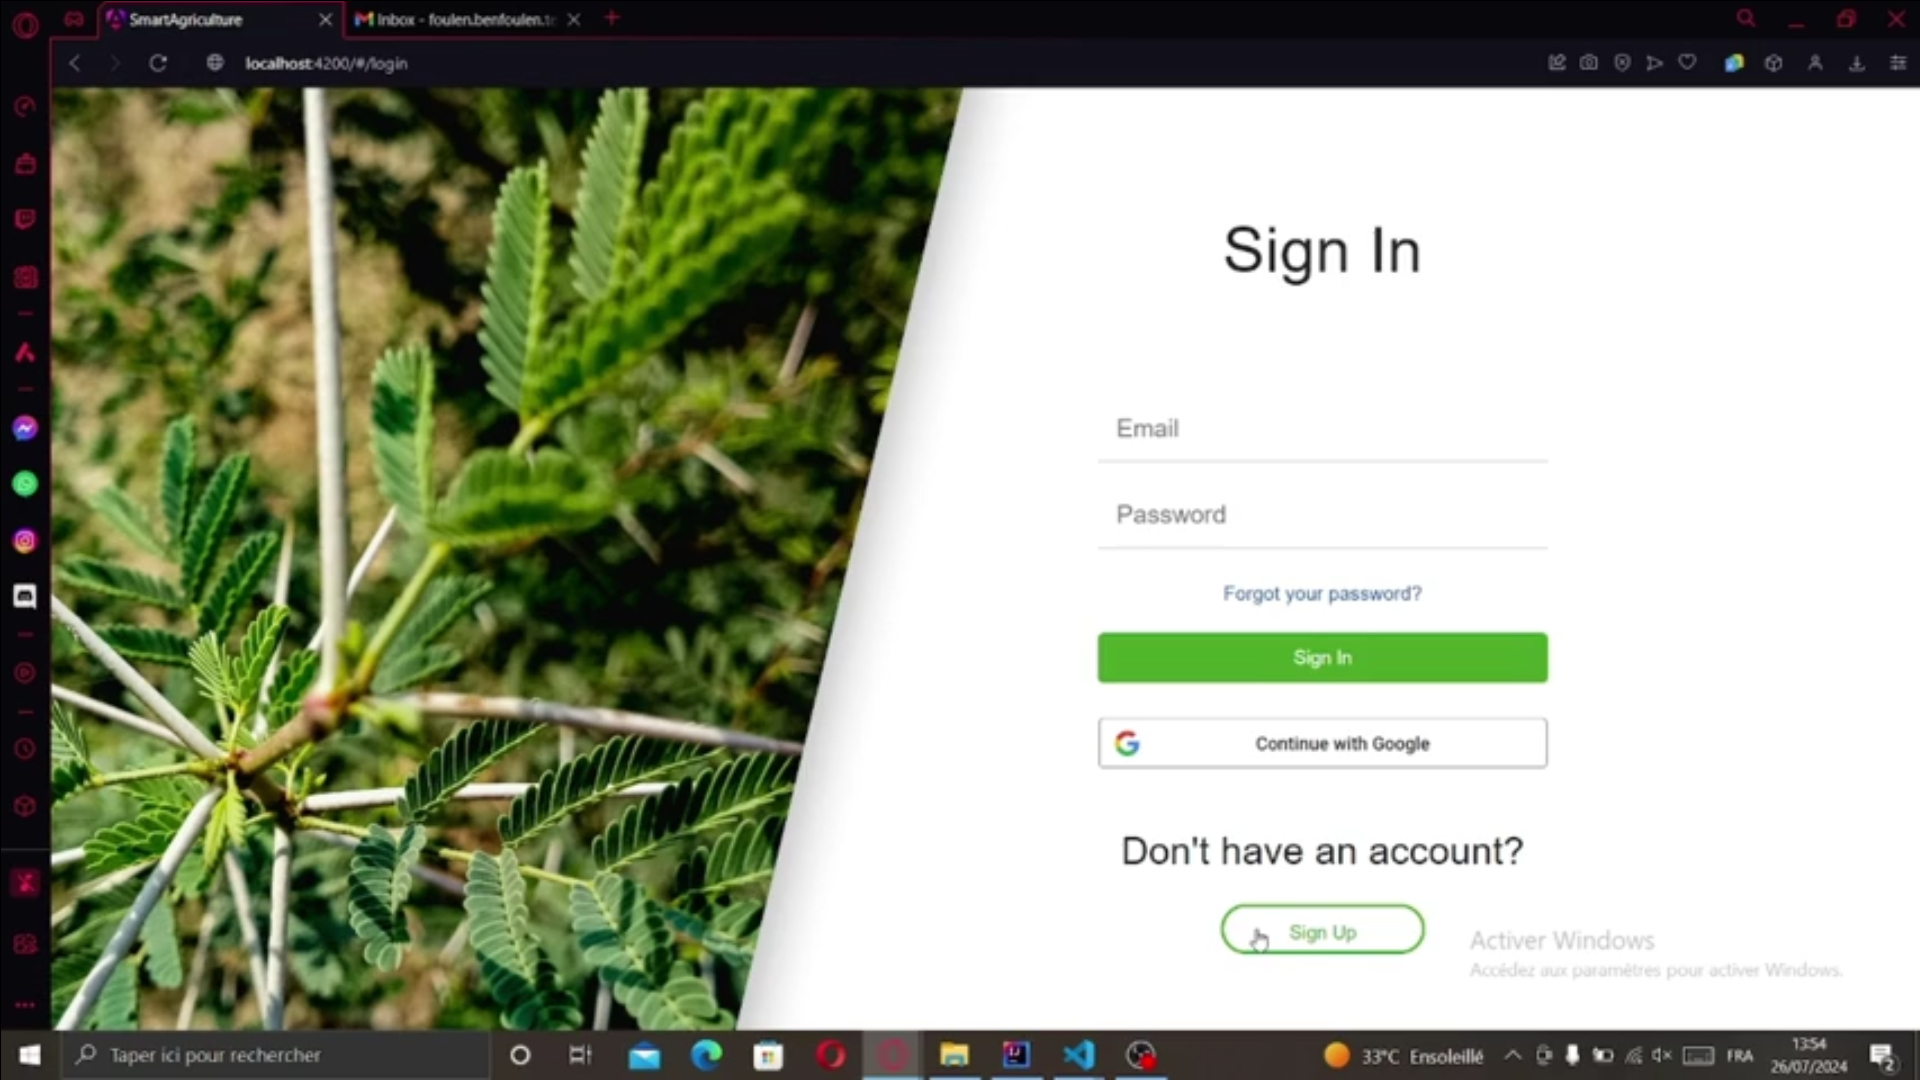 SmartAgriculture
Inbox - foulen.benfoulen.te
localhost:4200/#/login
Sign In
Email
Password
Forgot your password?
Sign In
Continue with Google
Don't have an account?
Sign Up
Activer Windows
Accédez aux paramètres pour activer Windows.
Taper ici pour rechercher
33°C Ensoleillé
FRA
13:54
26/07/2024
2